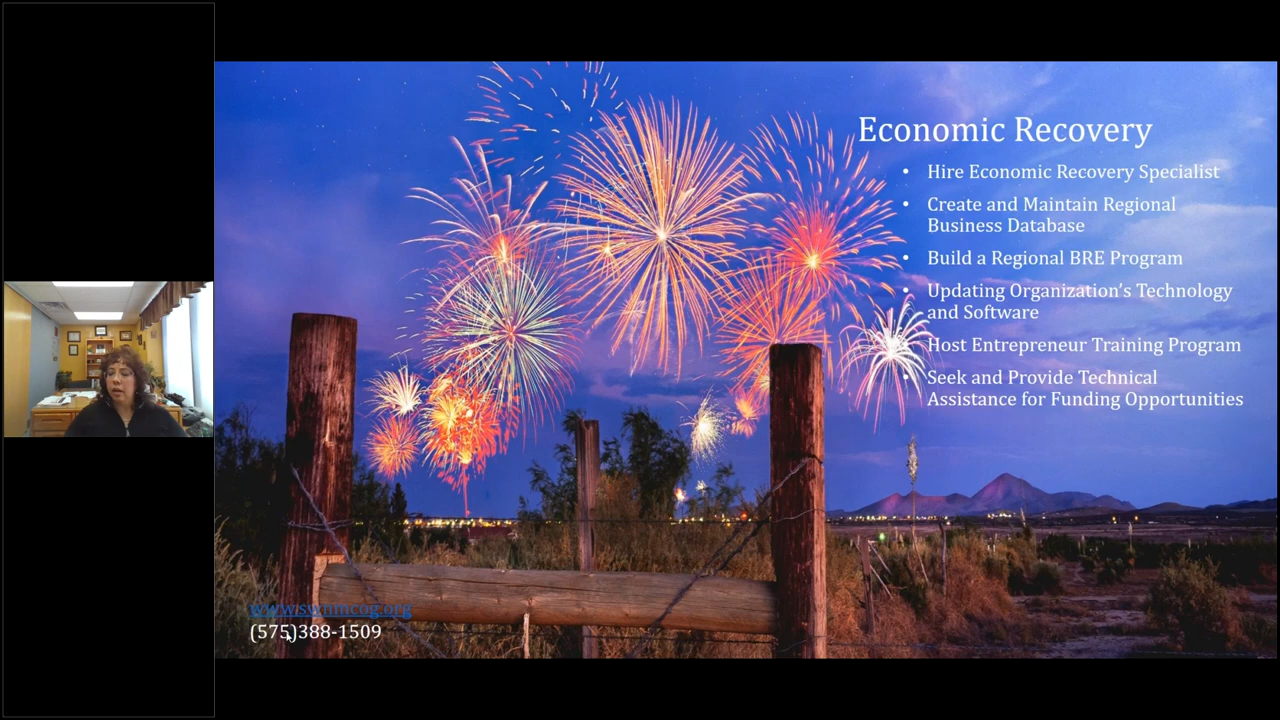 Economic Recovery
• Hire Economic Recovery Specialist
• Create and Maintain Regional
Business Database
• Build a Regional BRE Program
• Updating Organization's Technology
and Software
• Host Entrepreneur Training Program
• Seek and Provide Technical
Assistance for Funding Opportunities
www.swnmcog.org
(575)388-1509